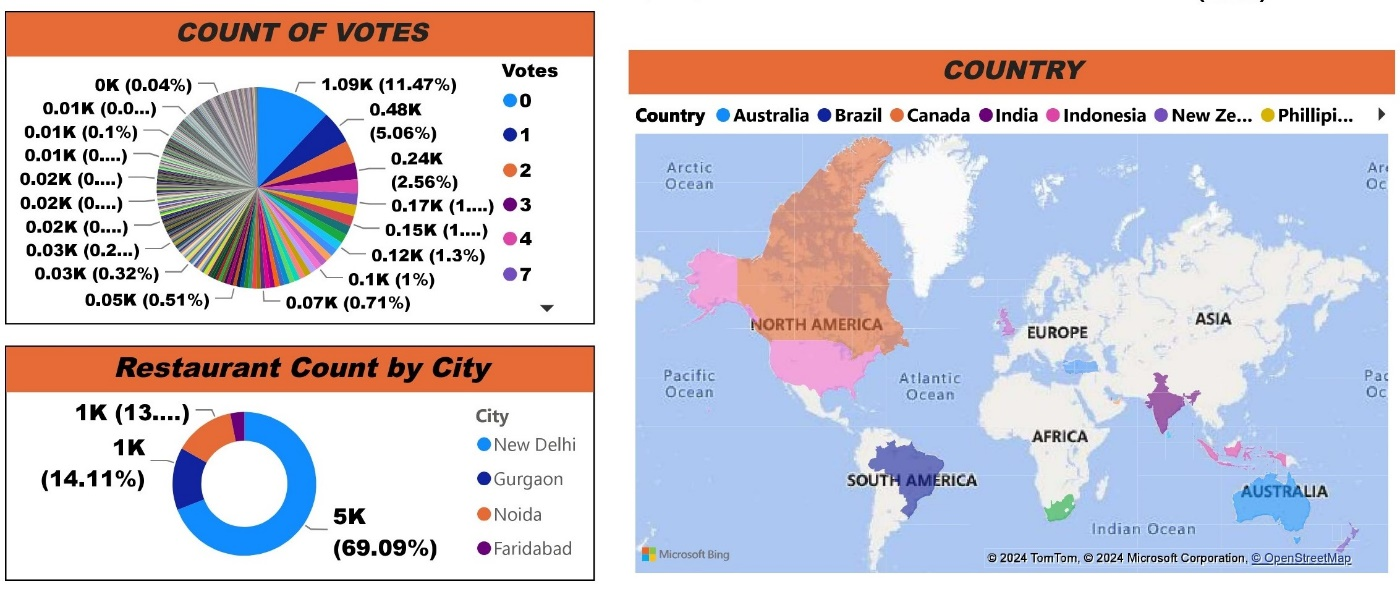 COUNT OF VOTES
Votes
0K (0.04%)
0.01K (0.0...)
0.01K (0.1%)
0.01K (0....)
0.02K (0....)
0.02K (0....)
0.02K (0....)
0.03K (0.2...)
0.03K (0.32%)
0.05K (0.51%)
1.09K (11.47%)
0.48K
(5.06%)
0.24K
(2.56%)
0.17K (1....)
0.15K (1....)
0.12K (1.3%)
0.1K (1%)
0.07K (0.71%)
0
1
2
3
4
7
Restaurant Count by City
1K (13....)
1K
(14.11%)
5K
(69.09%)
City
New Delhi
Gurgaon
Noida
Faridabad
COUNTRY
Country Australia Brazil Canada India Indonesia New Ze... Phillipi...
Arctic
Ocean
NORTH AMERICA
EUROPE
ASIA
Pacific
Ocean
Atlantic
Ocean
AFRICA
SOUTH AMERICA
AUSTRALIA
Indian Ocean
Microsoft Bing
© 2024 TomTom, © 2024 Microsoft Corporation, © OpenStreetMap